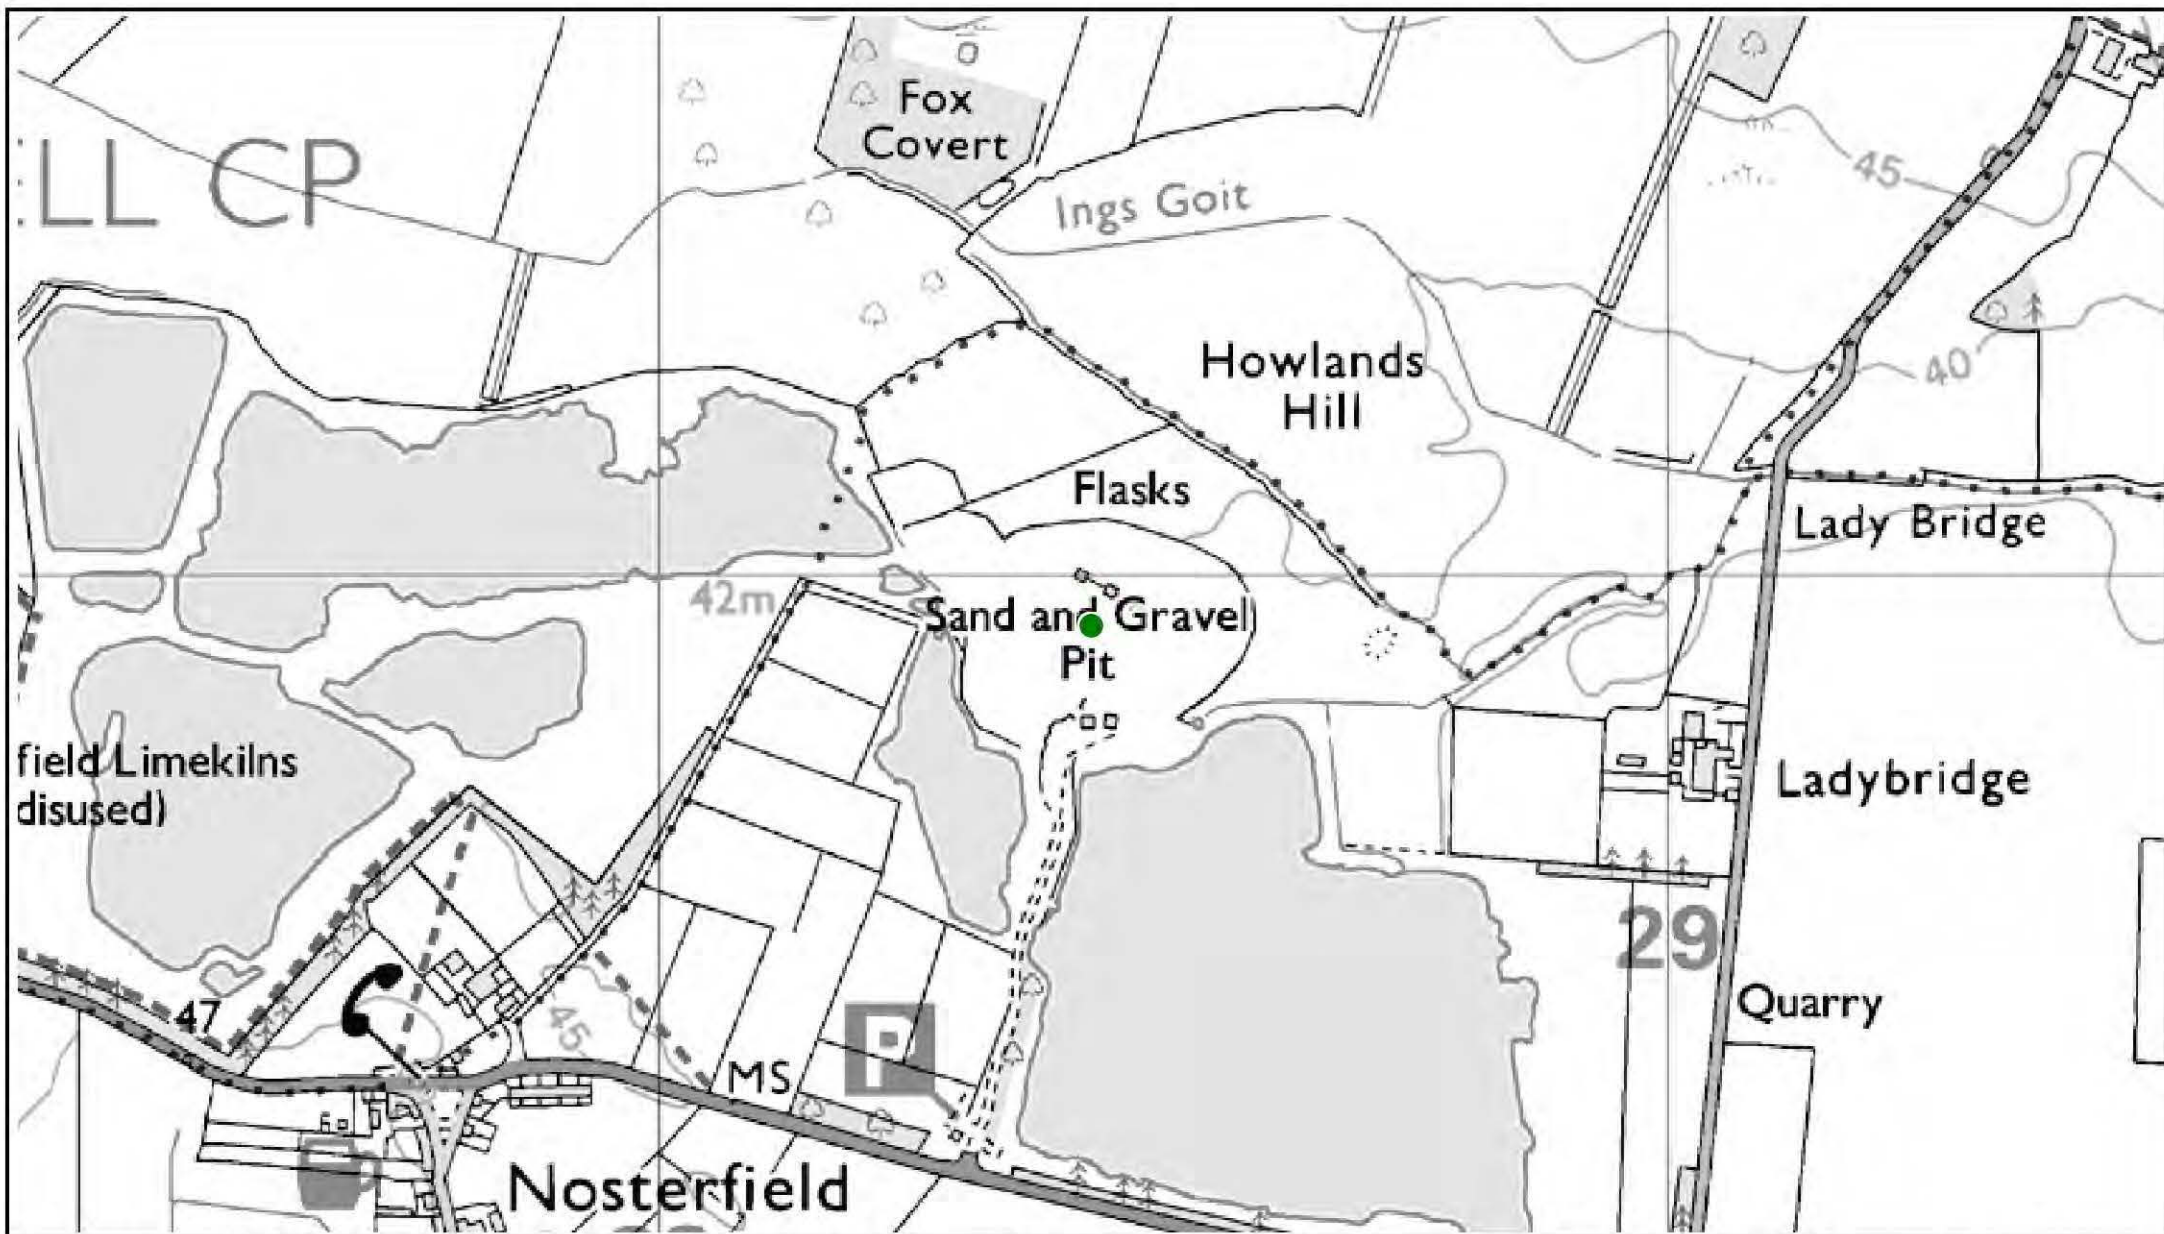 Fox
Covert
:LL CP
Ings Goit
45
Howlands
Hill
40
Flasks
Lady Bridge
42m
Sand and Gravel
Pit
field Limekilns
disused)
Ladybridge
29
47
45
Quarry
P
MS
Nosterfield